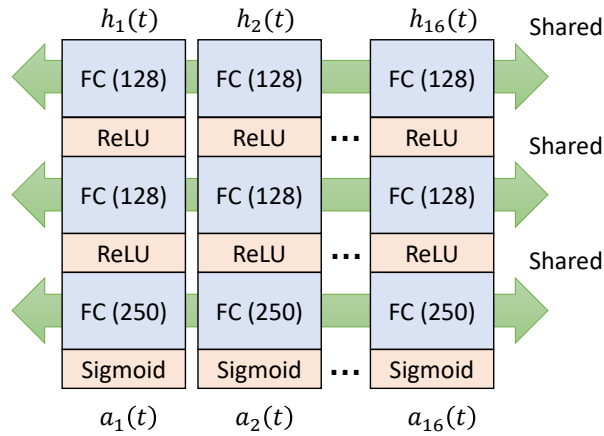 h₁(t) h₂(t) h₁₆(t) Shared
FC (128) FC (128) FC (128)
ReLU ReLU ... ReLU
Shared
FC (128) FC (128) FC (128)
ReLU ReLU ... ReLU
Shared
FC (250) FC (250) FC (250)
Sigmoid Sigmoid ... Sigmoid
a₁(t) a₂(t) a₁₆(t)